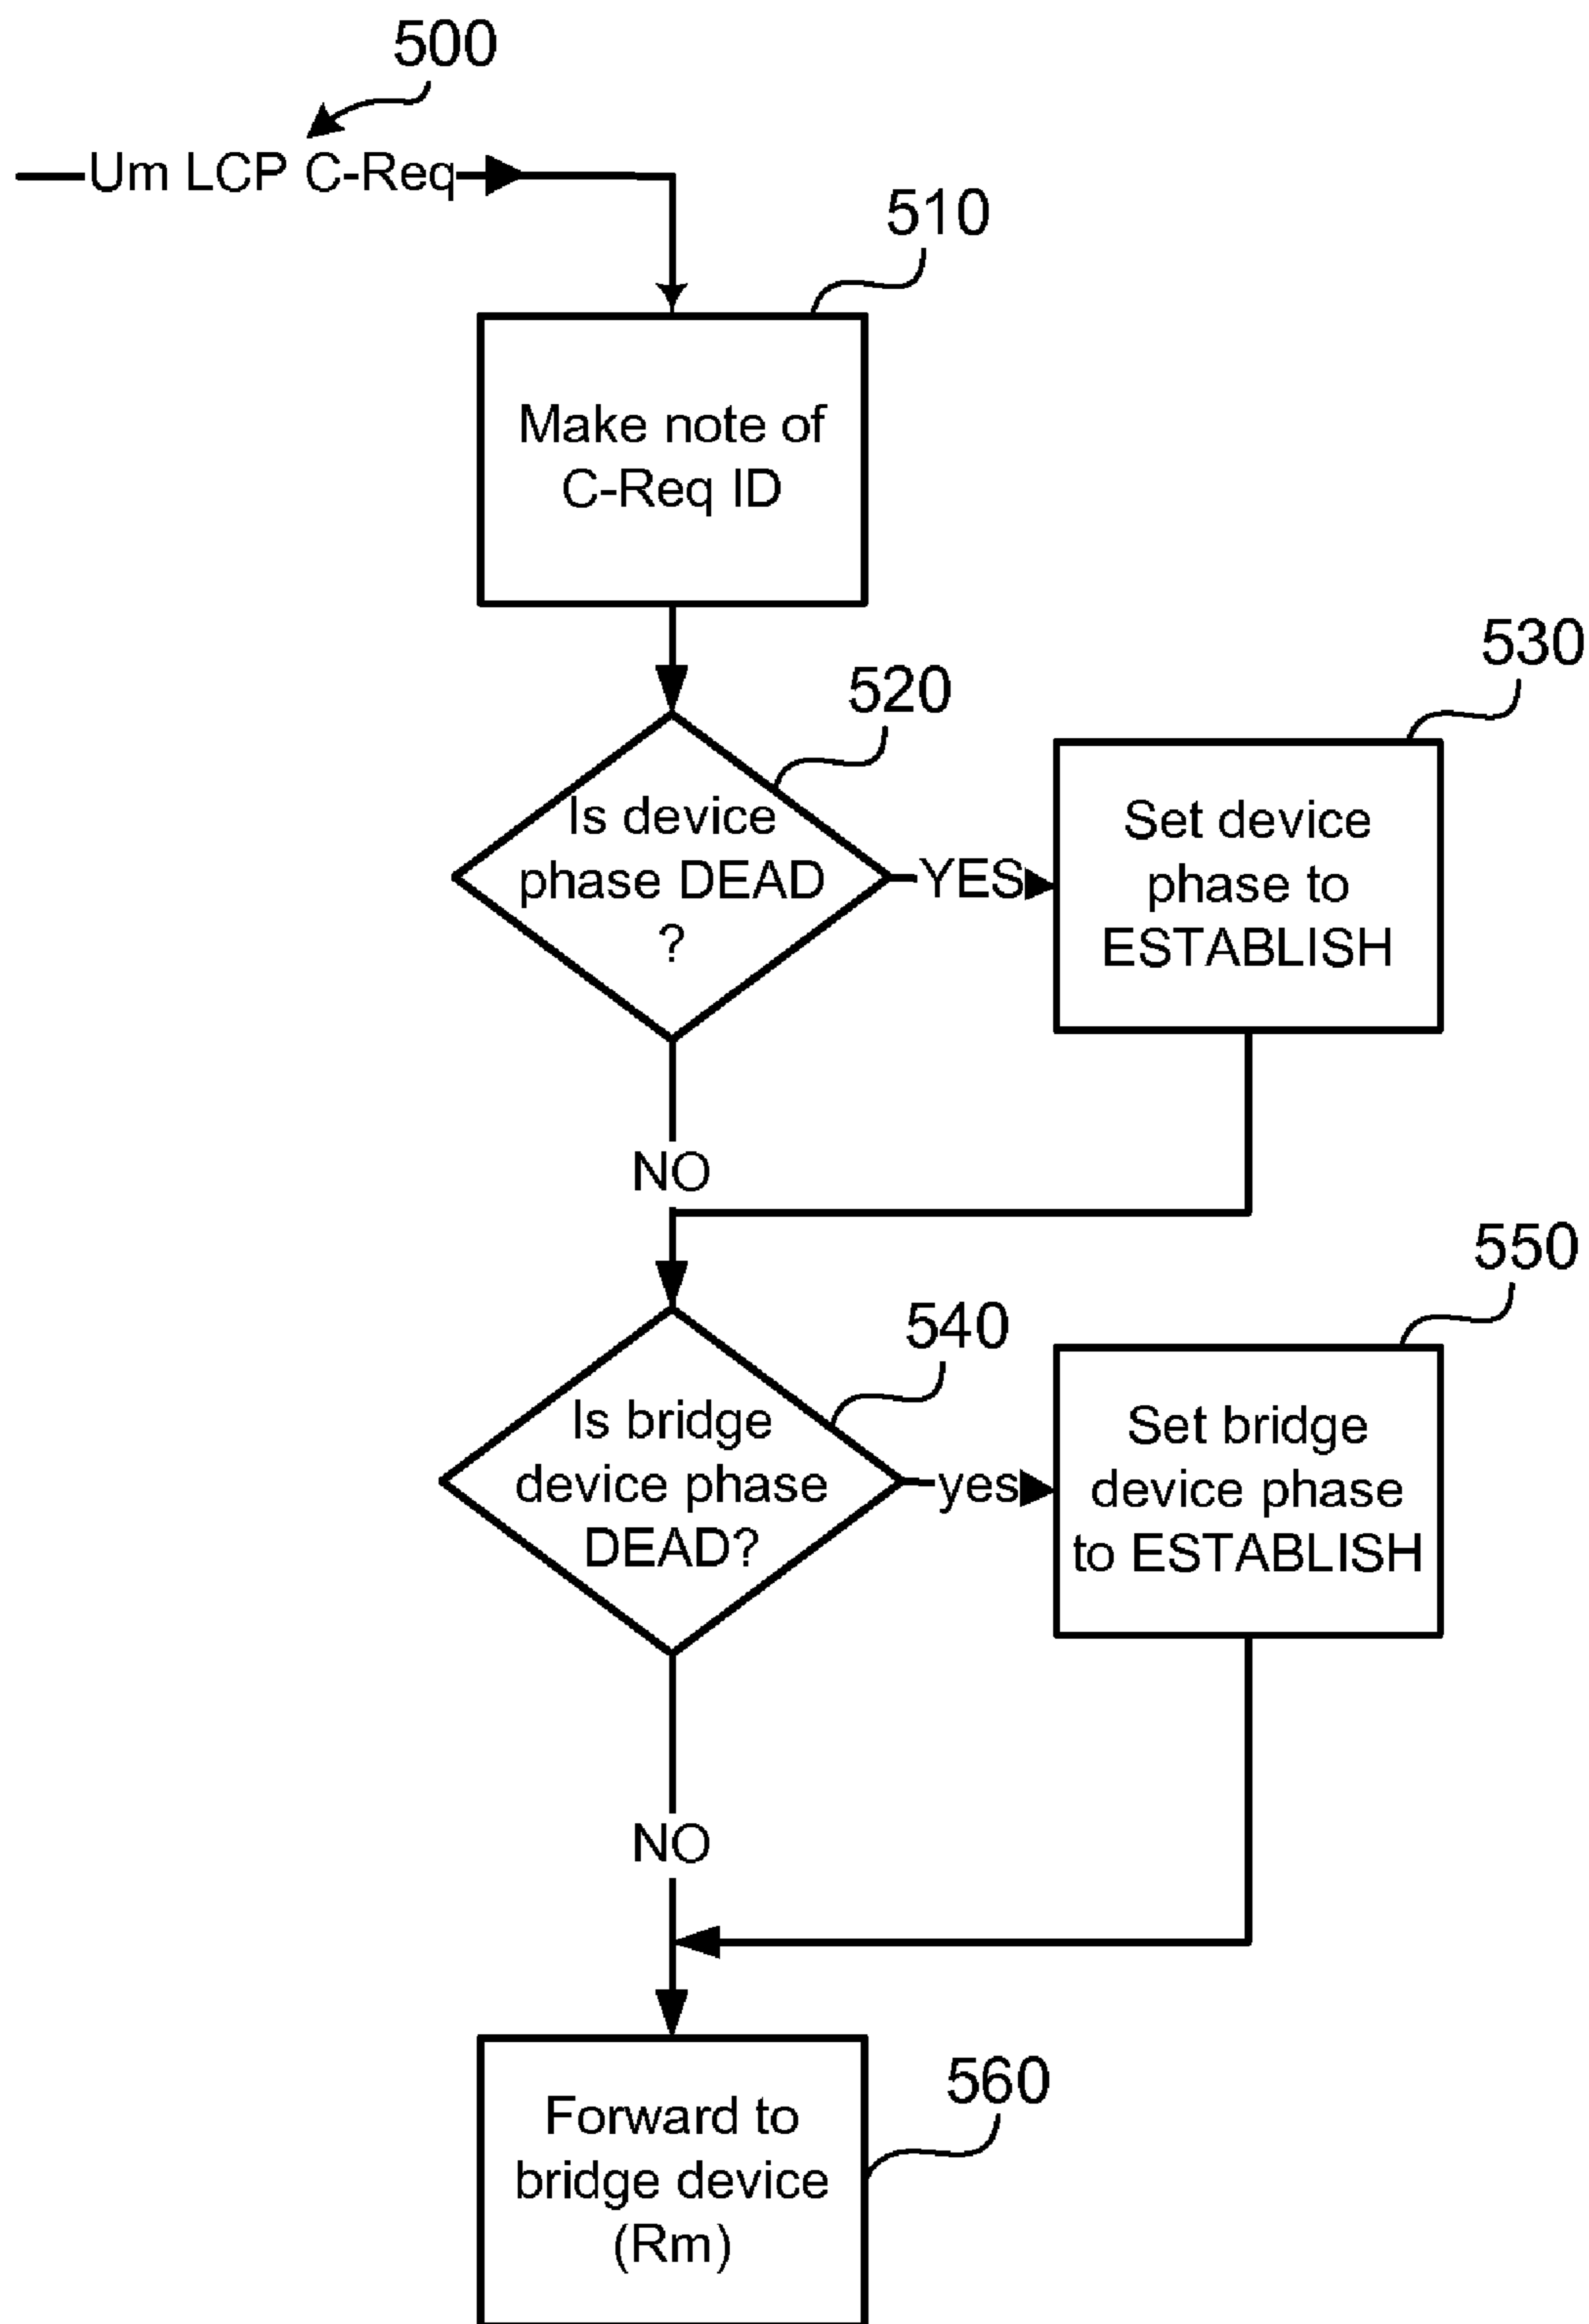 500
Um LCP C-Req
510
Make note of
C-Req ID
520
Is device
phase DEAD
?
YES
530
Set device
phase to
ESTABLISH
NO
540
Is bridge
device phase
DEAD?
yes
550
Set bridge
device phase
to ESTABLISH
NO
560
Forward to
bridge device
(Rm)